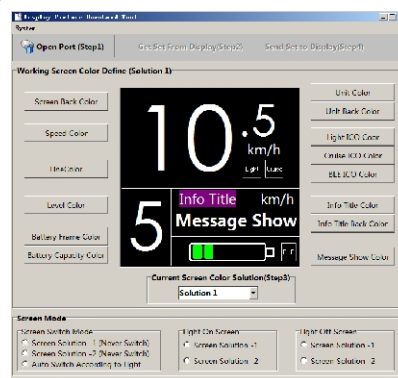 System
Open Port (Step1) Get Set From Display(Step2) Send Set to Display(Step4)
Working Screen Color Define (Solution 1)
Screen Back Color
Speed Color
Level Color
Battery Frame Color
Battery Capacity Color
10.5
km/h
Light
5
Info Title km/h
Message Show
Unit Color
Unit Back Color
Light ICO Color
Cruise ICO Color
BLE ICO Color
Info Title Color
Info Title Back Color
Message Show Color
Current Screen Color Solution(Step3)
Solution 1
Screen Mode
Screen Switch Mode
Screen Solution -1 (Never Switch)
Screen Solution -2 (Never Switch)
Auto Switch According to Light
Light On Screen
Screen Solution -1
Screen Solution -2
Light Off Screen
Screen Solution -1
Screen Solution -2